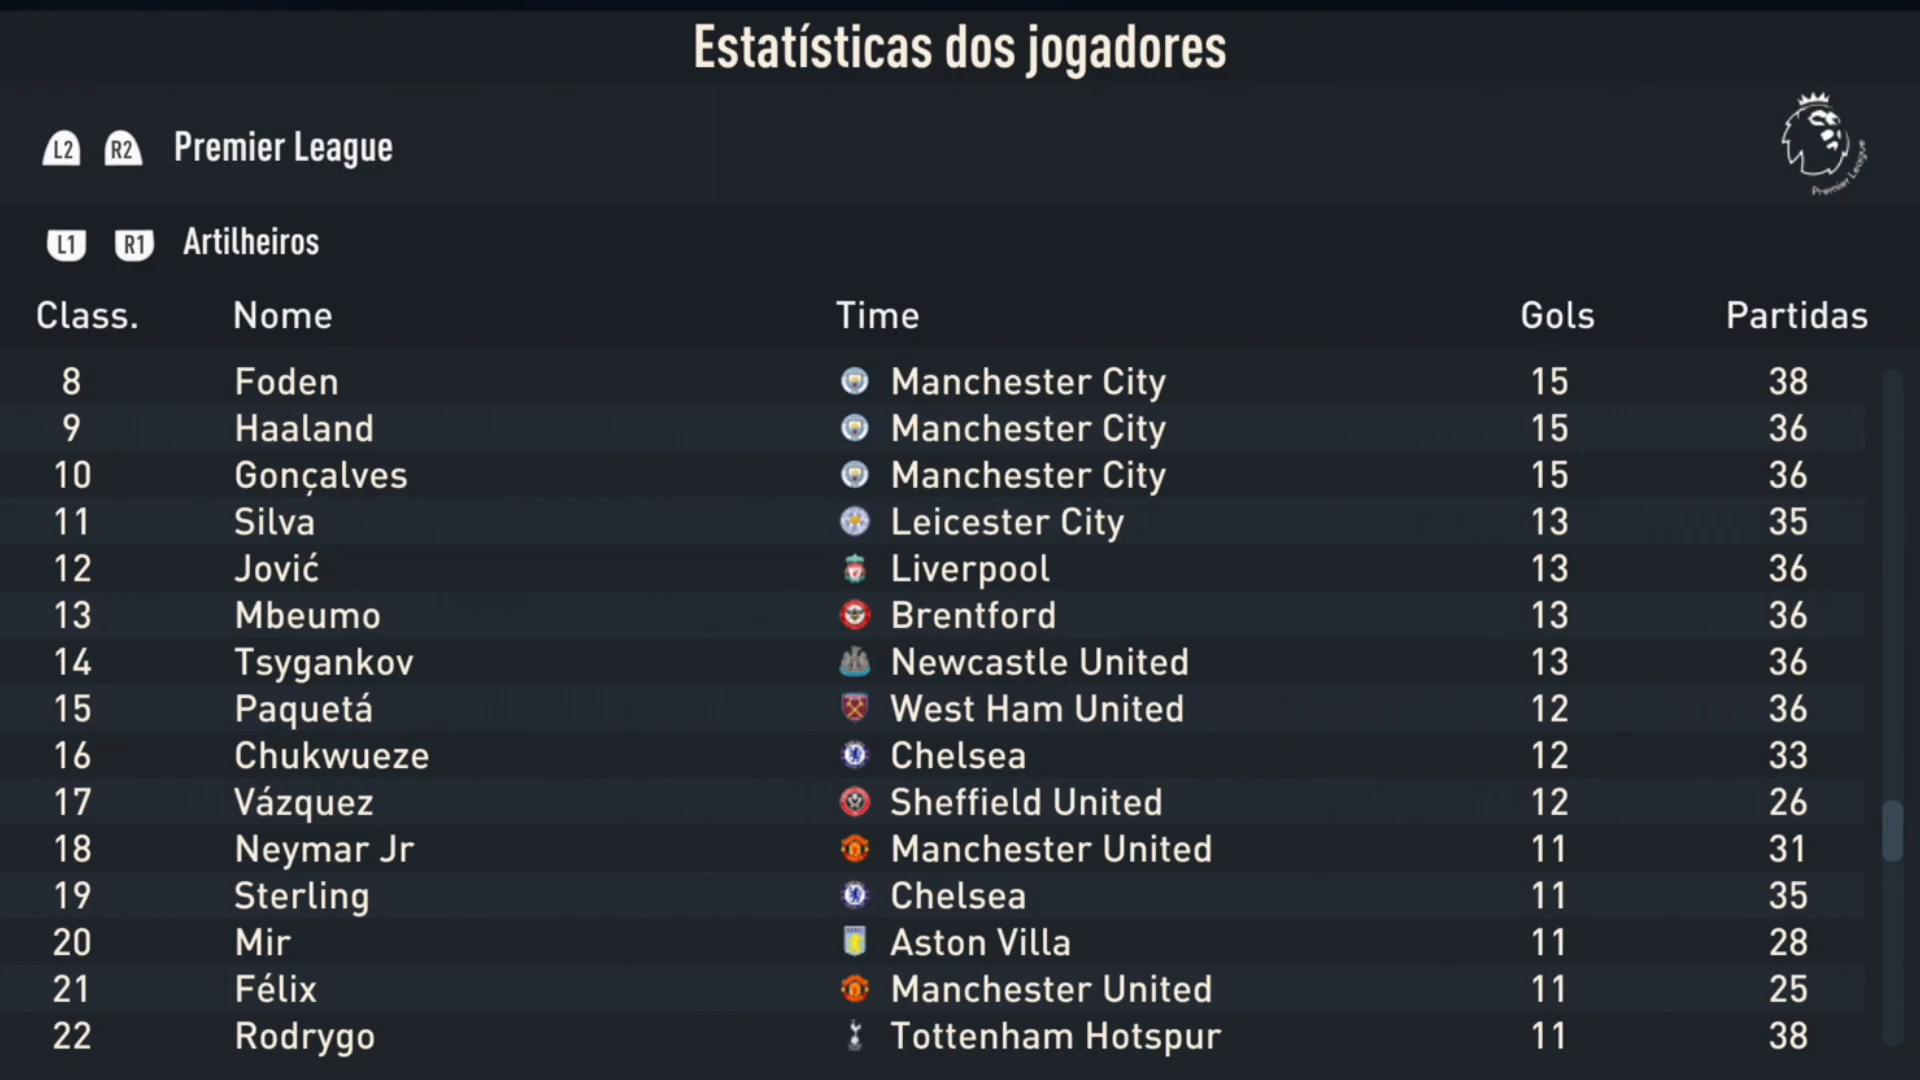 Estatísticas dos jogadores
L2 R2 Premier League
Premier League
L1 R1 Artilheiros
Class. Nome Time Gols Partidas
8 Foden Manchester City 15 38
9 Haaland Manchester City 15 36
10 Gonçalves Manchester City 15 36
11 Silva Leicester City 13 35
12 Jović Liverpool 13 36
13 Mbeumo Brentford 13 36
14 Tsygankov Newcastle United 13 36
15 Paquetá West Ham United 12 36
16 Chukwueze Chelsea 12 33
17 Vázquez Sheffield United 12 26
18 Neymar Jr Manchester United 11 31
19 Sterling Chelsea 11 35
20 Mir Aston Villa 11 28
21 Félix Manchester United 11 25
22 Rodrygo Tottenham Hotspur 11 38